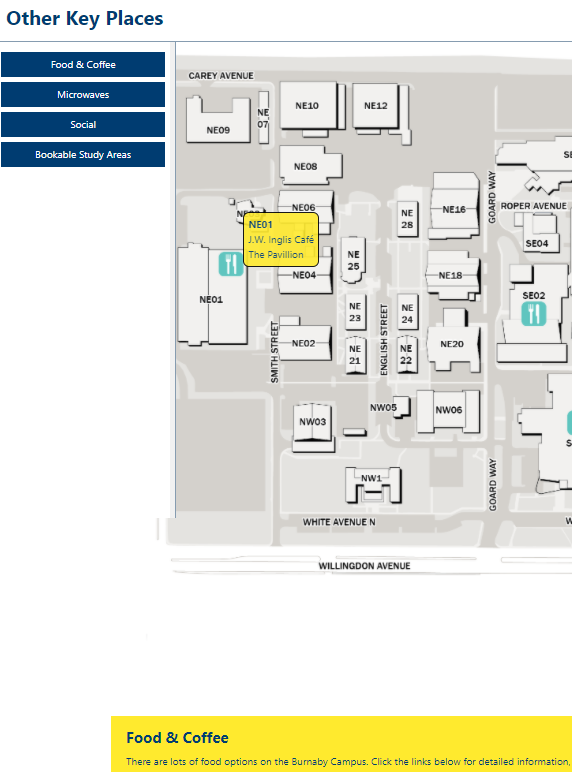 Other Key Places
Food & Coffee
Microwaves
Social
Bookable Study Areas
CAREY AVENUE
NE09
NE
07
NE10
NE12
NE08
NE06
NE01
J.W. Inglis Café
The Pavillion
NE04
NE01
NE02
NE
25
NE
23
NE
21
NE
28
NE
24
NE
22
NE16
NE18
NE20
GOARD WAY
ROPER AVENUE
SE04
SE02
SMITH STREET
ENGLISH STREET
NW03
NW05
NW06
NW1
GOARD WAY
WHITE AVENUE N
WILLINGDON AVENUE
Food & Coffee
There are lots of food options on the Burnaby Campus. Click the links below for detailed information,